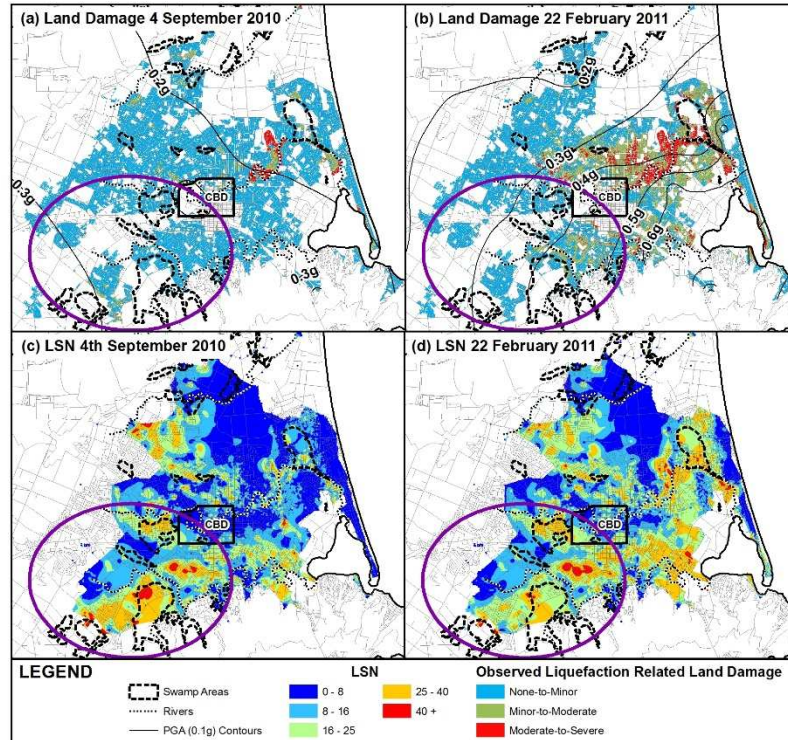 (a) Land Damage 4 September 2010
(b) Land Damage 22 February 2011
0.2g
0.3g
CBD
0.3g
0.2g
0.3g
0.4g
CBD
0.5g
0.6g
(c) LSN 4th September 2010
(d) LSN 22 February 2011
CBD
CBD
LEGEND
LSN
Observed Liquefaction Related Land Damage
Swamp Areas
0 - 8
25 - 40
None-to-Minor
Rivers
8 - 16
40 +
Minor-to-Moderate
PGA (0.1g) Contours
16 - 25
Moderate-to-Severe